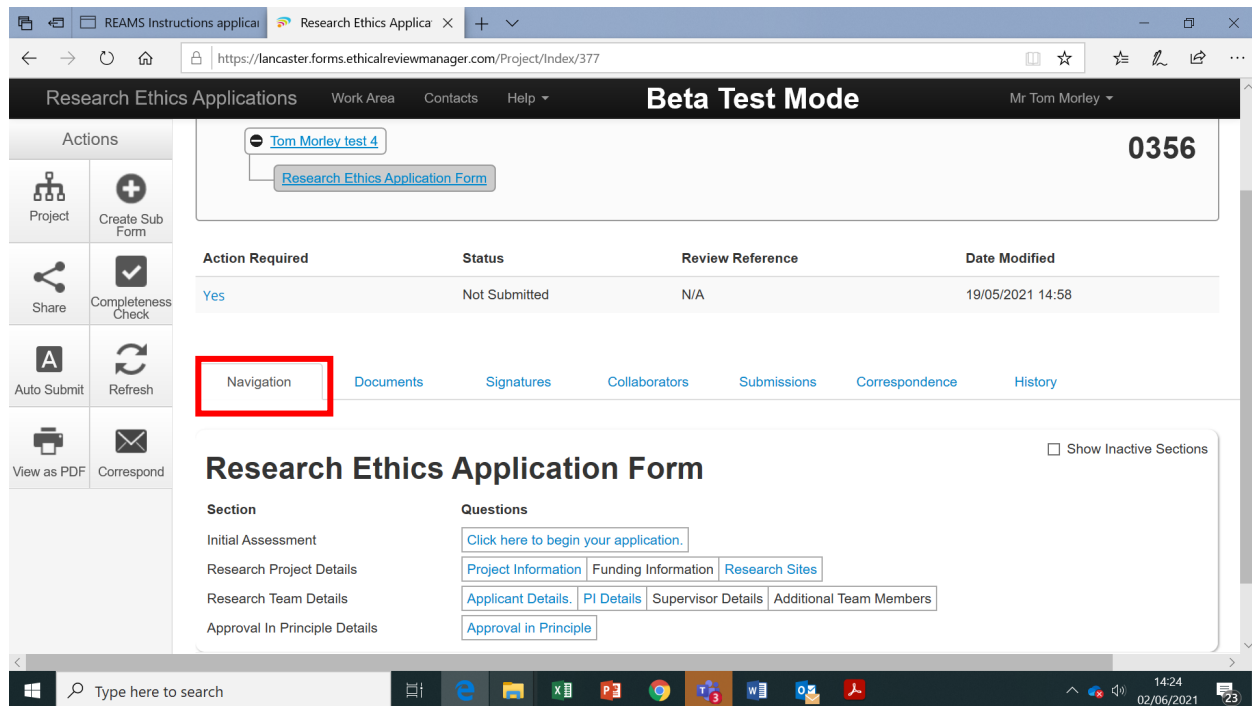 REAMS Instructions applicar
Research Ethics Applicat
https://lancaster.forms.ethicalreviewmanager.com/Project/Index/377
Research Ethics Applications Work Area Contacts Help Beta Test Mode Mr Tom Morley
Actions
Project
Create Sub Form
Share
Completeness Check
Auto Submit
Refresh
View as PDF
Correspond
Tom Morley test 4
0356
Research Ethics Application Form
Action Required Status Review Reference Date Modified
Yes Not Submitted N/A 19/05/2021 14:58
Navigation Documents Signatures Collaborators Submissions Correspondence History
Show Inactive Sections
Research Ethics Application Form
Section Questions
Initial Assessment Click here to begin your application.
Research Project Details Project Information Funding Information Research Sites
Research Team Details Applicant Details. PI Details Supervisor Details Additional Team Members
Approval In Principle Details Approval in Principle
Type here to search
14:24
02/06/2021
23